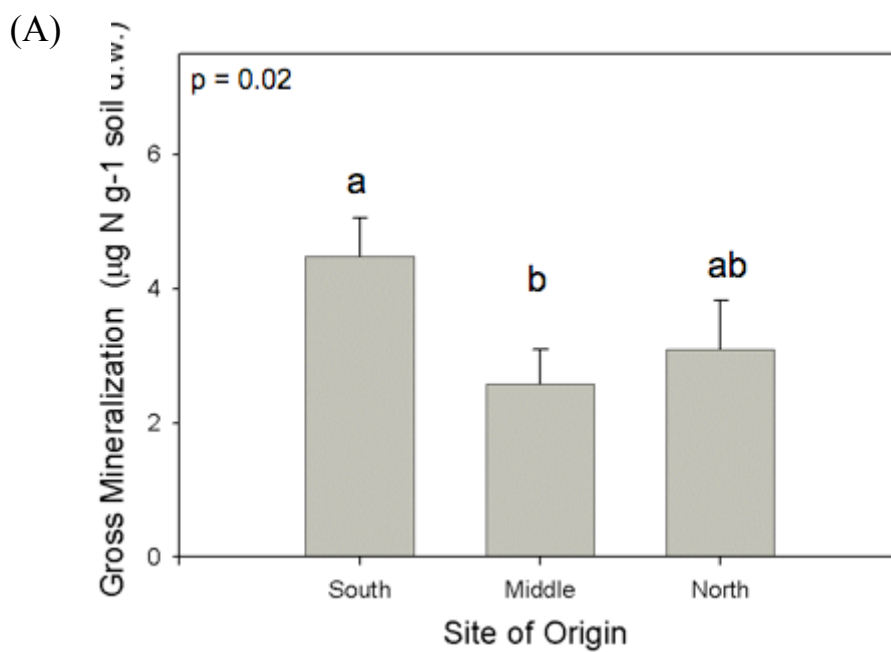 (A)
Gross Mineralization (µg N g-1 soil d.w.)
p = 0.02
6
4
2
0
a
b
ab
South Middle North
Site of Origin